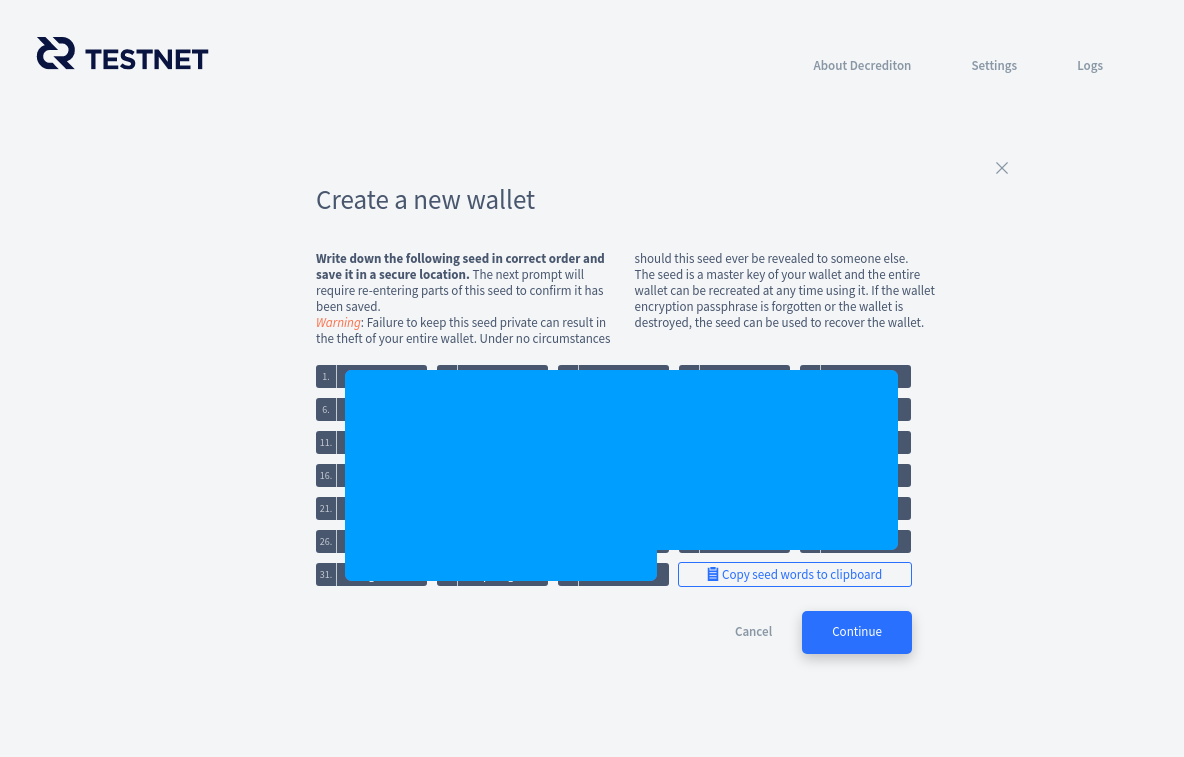 TESTNET
About Decrediton Settings Logs
Create a new wallet
Write down the following seed in correct order and
save it in a secure location. The next prompt will
require re-entering parts of this seed to confirm it has
been saved.
Warning: Failure to keep this seed private can result in
the theft of your entire wallet. Under no circumstances
should this seed ever be revealed to someone else.
The seed is a master key of your wallet and the entire
wallet can be recreated at any time using it. If the wallet
encryption passphrase is forgotten or the wallet is
destroyed, the seed can be used to recover the wallet.
1.
6.
11.
16.
21.
26.
31.
Copy seed words to clipboard
Cancel Continue